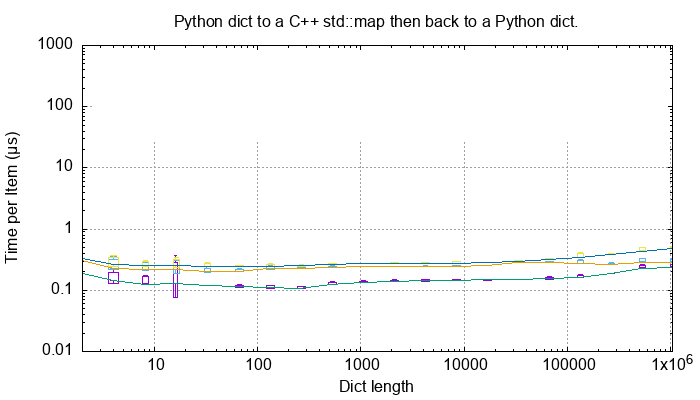 Python dict to a C++ std::map then back to a Python dict.
1000
100
10
1
0.1
0.01
Time per Item (µs)
10 100 1000 10000 100000 1x10⁶
Dict length